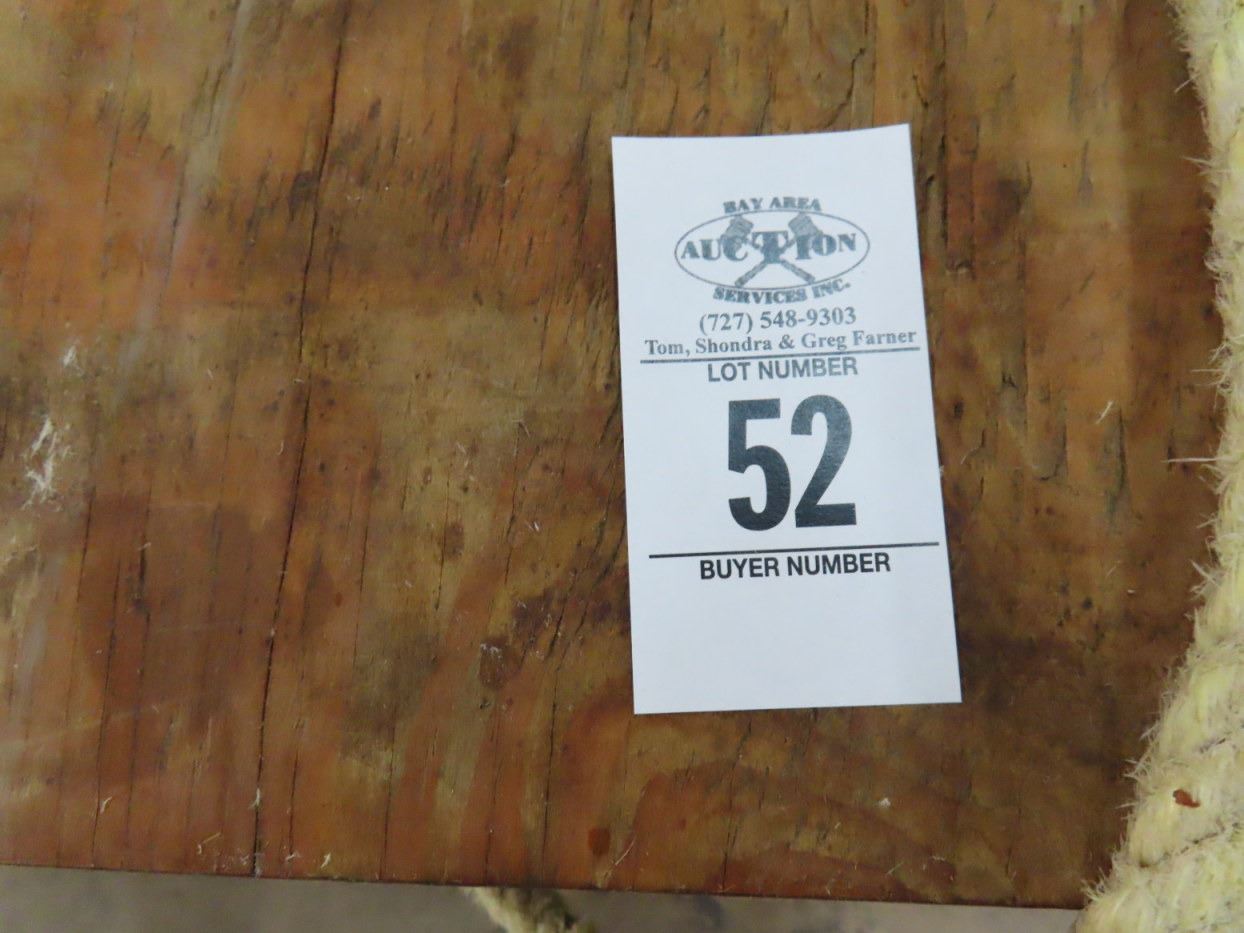 BAY AREA
AUCTION
SERVICES INC.
(727) 548-9303
Tom, Shondra & Greg Farner
LOT NUMBER
52
BUYER NUMBER